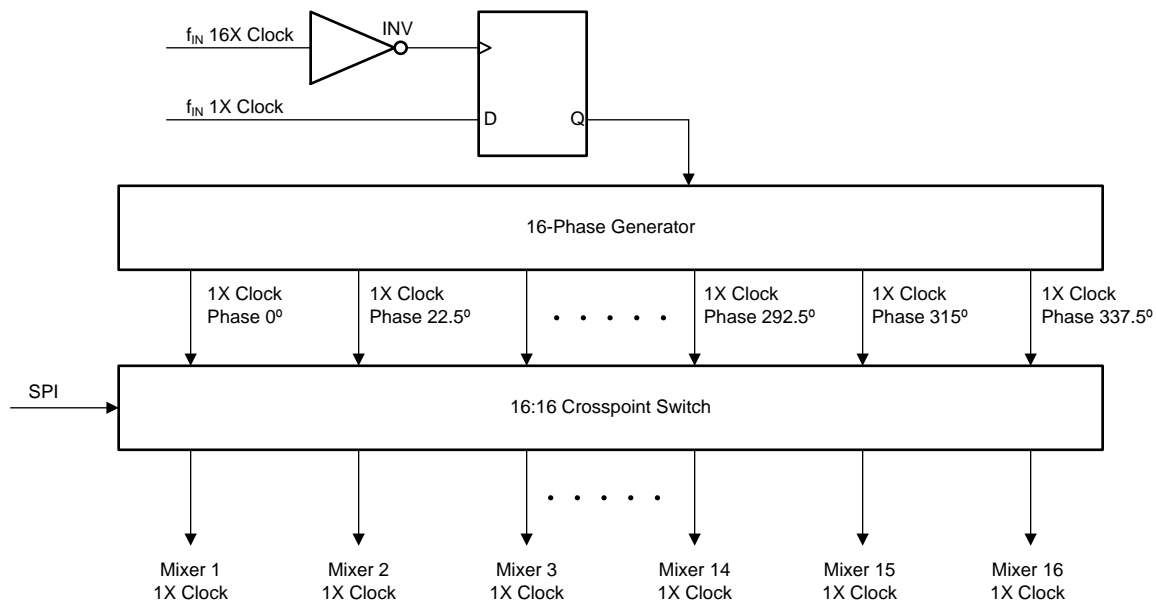 INV
f_IN 16X Clock
f_IN 1X Clock
D
Q
16-Phase Generator
1X Clock
Phase 0º
1X Clock
Phase 22.5º
1X Clock
Phase 292.5º
1X Clock
Phase 315º
1X Clock
Phase 337.5º
SPI
16:16 Crosspoint Switch
Mixer 1
1X Clock
Mixer 2
1X Clock
Mixer 3
1X Clock
Mixer 14
1X Clock
Mixer 15
1X Clock
Mixer 16
1X Clock